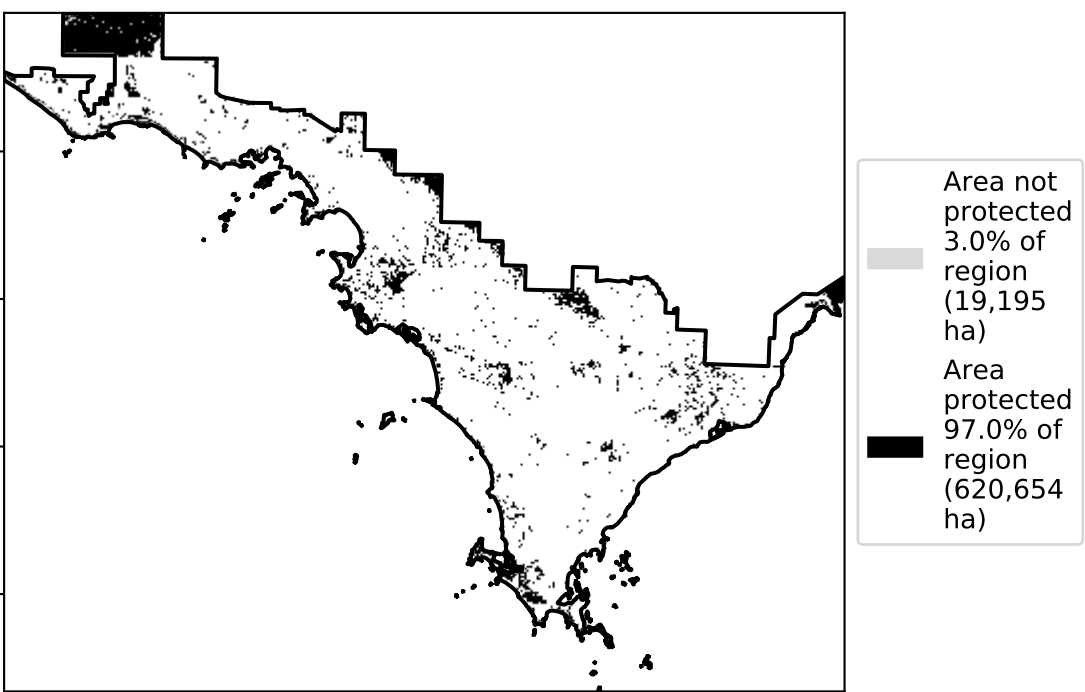 Area not
protected
3.0% of
region
(19,195
ha)
Area
protected
97.0% of
region
(620,654
ha)